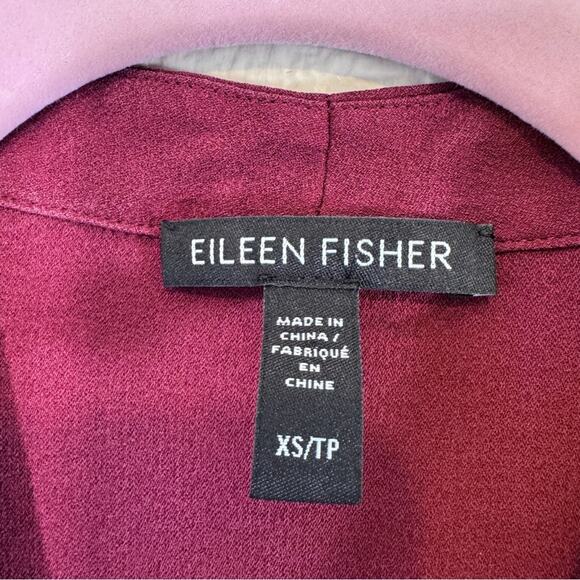 EILEEN FISHER
MADE IN
CHINA /
FABRIQUÉ
EN
CHINE
XS/TP